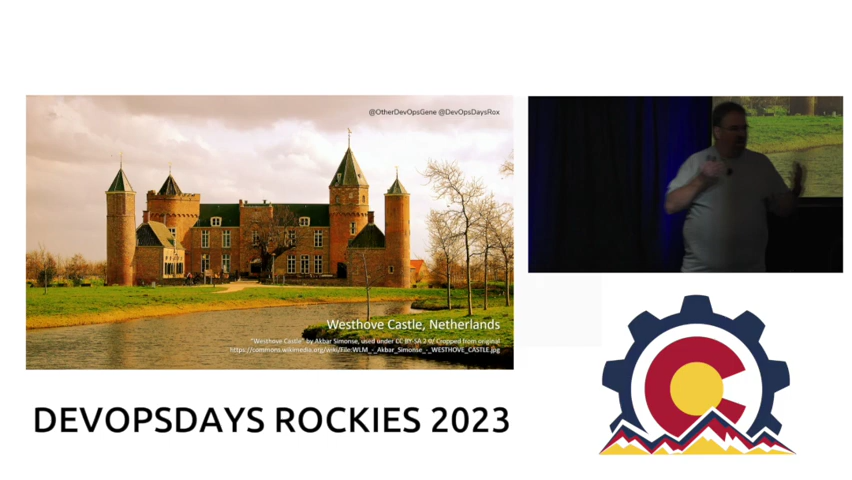 @OtherDevOpsGene @DevOpsDaysRox
Westhove Castle, Netherlands
"Westhove Castle" by Akbar Simonse, used under CC BY-SA 2.0/ Cropped from original
https://commons.wikimedia.org/wiki/File:WLM_-_Akbar_Simonse_-_WESTHOVE_CASTLE.jpg
DEVOPSDAYS ROCKIES 2023